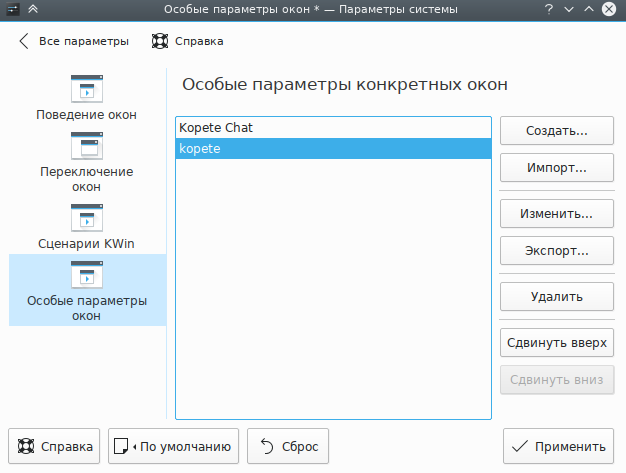 Особые параметры окон * — Параметры системы
Все параметры
Справка
Поведение окон
Переключение
окон
Сценарии KWin
Особые параметры
окон
Особые параметры конкретных окон
Kopete Chat
kopete
Создать...
Импорт...
Изменить...
Экспорт...
Удалить
Сдвинуть вверх
Сдвинуть вниз
Справка
По умолчанию
Сброс
Применить